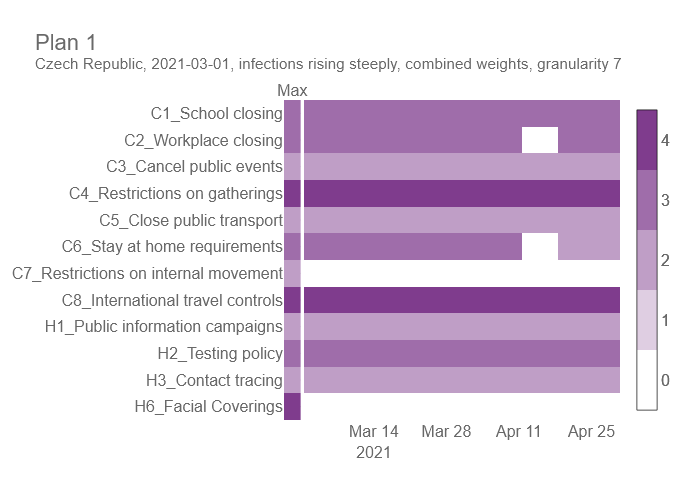 Plan 1
Czech Republic, 2021-03-01, infections rising steeply, combined weights, granularity 7
Max
C1_School closing
C2_Workplace closing
C3_Cancel public events
C4_Restrictions on gatherings
C5_Close public transport
C6_Stay at home requirements
C7_Restrictions on internal movement
C8_International travel controls
H1_Public information campaigns
H2_Testing policy
H3_Contact tracing
H6_Facial Coverings
4
3
2
1
0
Mar 14 Mar 28 Apr 11 Apr 25
2021